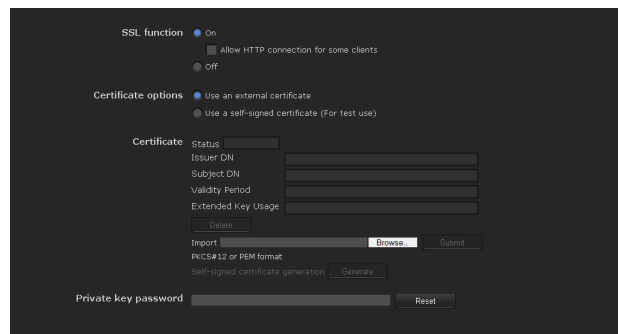 SSL function On
Allow HTTP connection for some clients
Off
Certificate options Use an external certificate
Use a self-signed certificate (For test use)
Certificate Status
Issuer DN
Subject DN
Validity Period
Extended Key Usage
Delete
Import Browse... Submit
PKCS#12 or PEM format
Self-signed certificate generation Generate
Private key password Reset